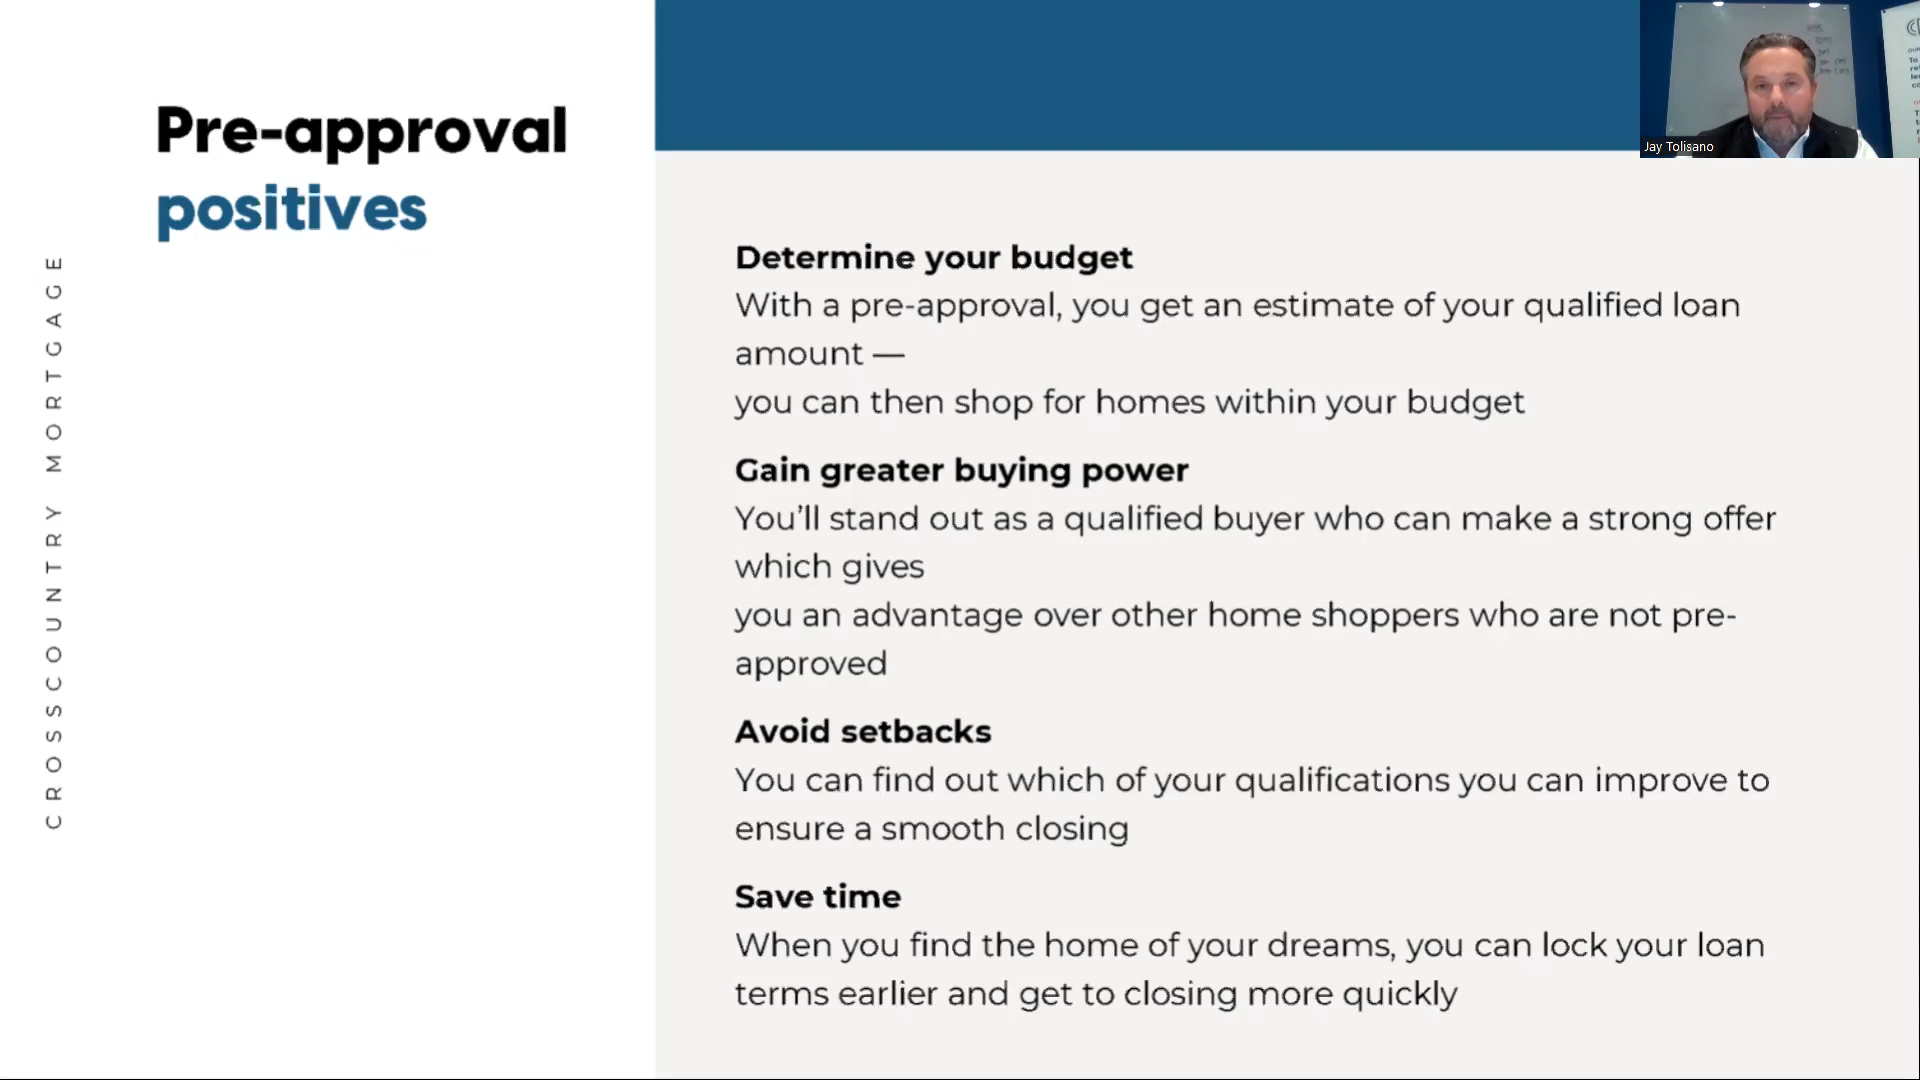 Pre-approval
positives
CROSSCOUNTRY MORTGAGE
Determine your budget
With a pre-approval, you get an estimate of your qualified loan
amount —
you can then shop for homes within your budget
Gain greater buying power
You’ll stand out as a qualified buyer who can make a strong offer
which gives
you an advantage over other home shoppers who are not pre-
approved
Avoid setbacks
You can find out which of your qualifications you can improve to
ensure a smooth closing
Save time
When you find the home of your dreams, you can lock your loan
terms earlier and get to closing more quickly
Jay Tolisano